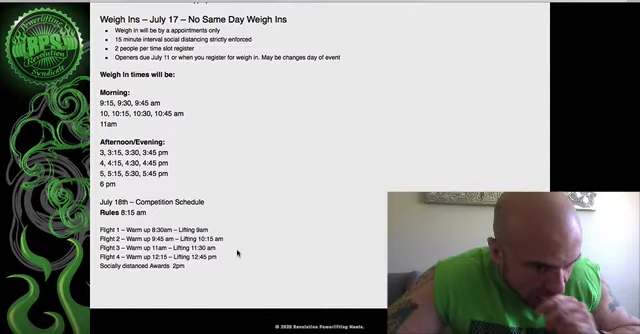 Powerlifting
RPS
Revolution
Syndicate
Weigh Ins – July 17 – No Same Day Weigh Ins
• Weigh in will be by a appointments only
• 15 minute interval social distancing strictly enforced
• 2 people per time slot register
• Openers due July 11 or when you register for weigh in. May be changes day of event
Weigh In times will be:
Morning:
9:15, 9:30, 9:45 am
10, 10:15, 10:30, 10:45 am
11am
Afternoon/Evening:
3, 3:15, 3:30, 3:45 pm
4, 4:15, 4:30, 4:45 pm
5, 5:15, 5:30, 5:45 pm
6 pm
July 18th – Competition Schedule
Rules 8:15 am
Flight 1 – Warm up 8:30am – Lifting 9am
Flight 2 – Warm up 9:45 am – Lifting 10:15 am
Flight 3 – Warm up 11am – Lifting 11:30 am
Flight 4 – Warm up 12:15 – Lifting 12:45 pm
Socially distanced Awards 2pm
© 2020 Revolution Powerlifting Meets.